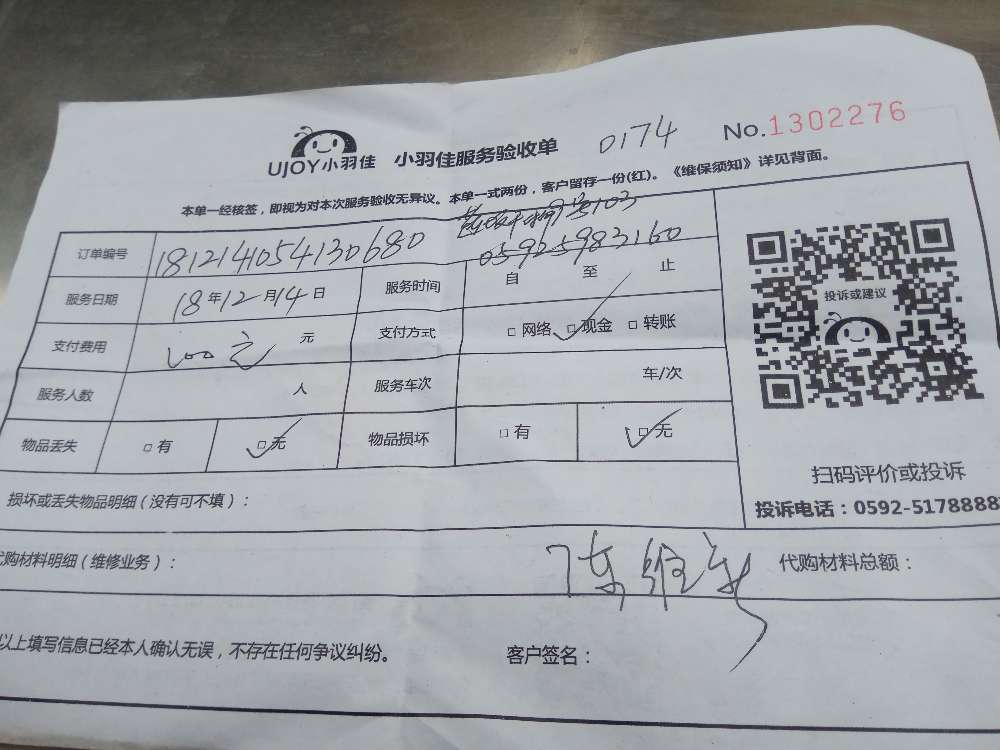 UJOY小羽佳 小羽佳服务验收单 0174 No.1302276
本单一经核签，即视为对本次服务验收无异议。本单一式两份，客户留存一份(红)。《维保须知》详见背面。
103
订单编号 181214054130680 05925983160
服务日期 18年12月14日 服务时间 自 至 止
支付费用 100元 元 支付方式 □网络 □现金 □转账
服务人数 人 服务车次 车/次
物品丢失 □有 □无 物品损坏 □有 □无
投诉或建议
扫码评价或投诉
投诉电话：0592-5178888
损坏或丢失物品明细（没有可不填）：
代购材料明细（维修业务）： 代购材料总额：
陈维
以上填写信息已经本人确认无误，不存在任何争议纠纷。 客户签名：